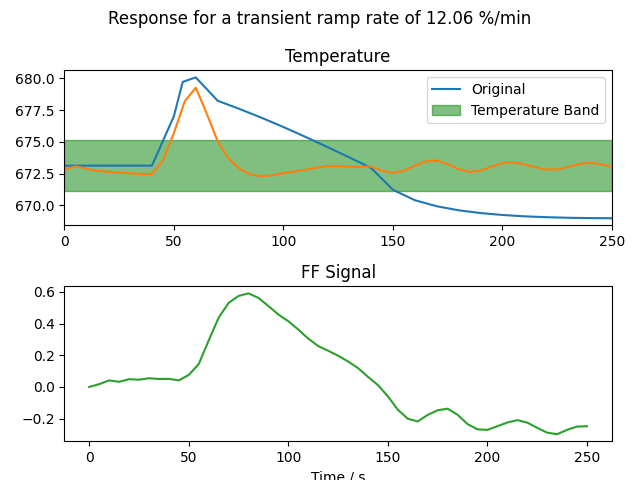 Response for a transient ramp rate of 12.06 %/min
Temperature
680.0
677.5
675.0
672.5
670.0
Original
Temperature Band
0 50 100 150 200 250
FF Signal
0.6
0.4
0.2
0.0
−0.2
0 50 100 150 200 250
Time / s